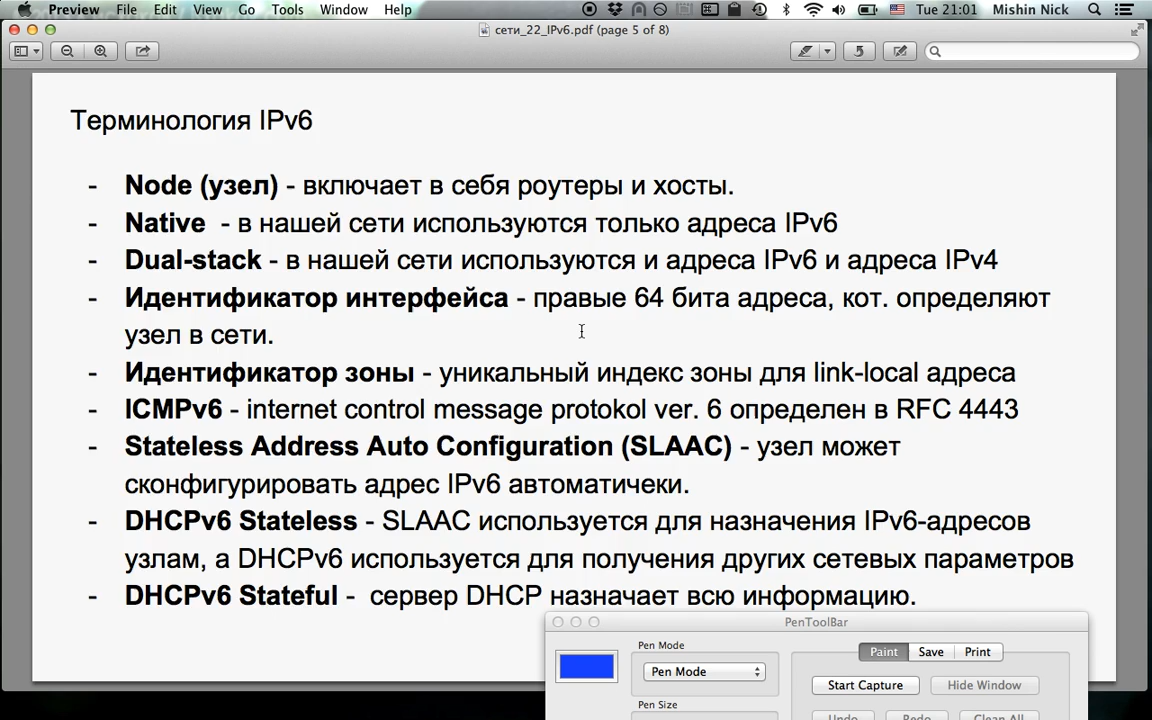 Preview File Edit View Go Tools Window Help Tue 21:01 Mishin Nick
сети_22_IPv6.pdf (page 5 of 8)
Терминология IPv6
- Node (узел) - включает в себя роутеры и хосты.
- Native - в нашей сети используются только адреса IPv6
- Dual-stack - в нашей сети используются и адреса IPv6 и адреса IPv4
- Идентификатор интерфейса - правые 64 бита адреса, кот. определяют
узел в сети.
- Идентификатор зоны - уникальный индекс зоны для link-local адреса
- ICMPv6 - internet control message protokol ver. 6 определен в RFC 4443
- Stateless Address Auto Configuration (SLAAC) - узел может
сконфигурировать адрес IPv6 автоматичеки.
- DHCPv6 Stateless - SLAAC используется для назначения IPv6-адресов
узлам, а DHCPv6 используется для получения других сетевых параметров
- DHCPv6 Stateful - сервер DHCP назначает всю информацию.
PenToolBar
Pen Mode
Paint Save Print
Pen Mode
Start Capture Hide Window
Pen Size
Undo Redo Clean All